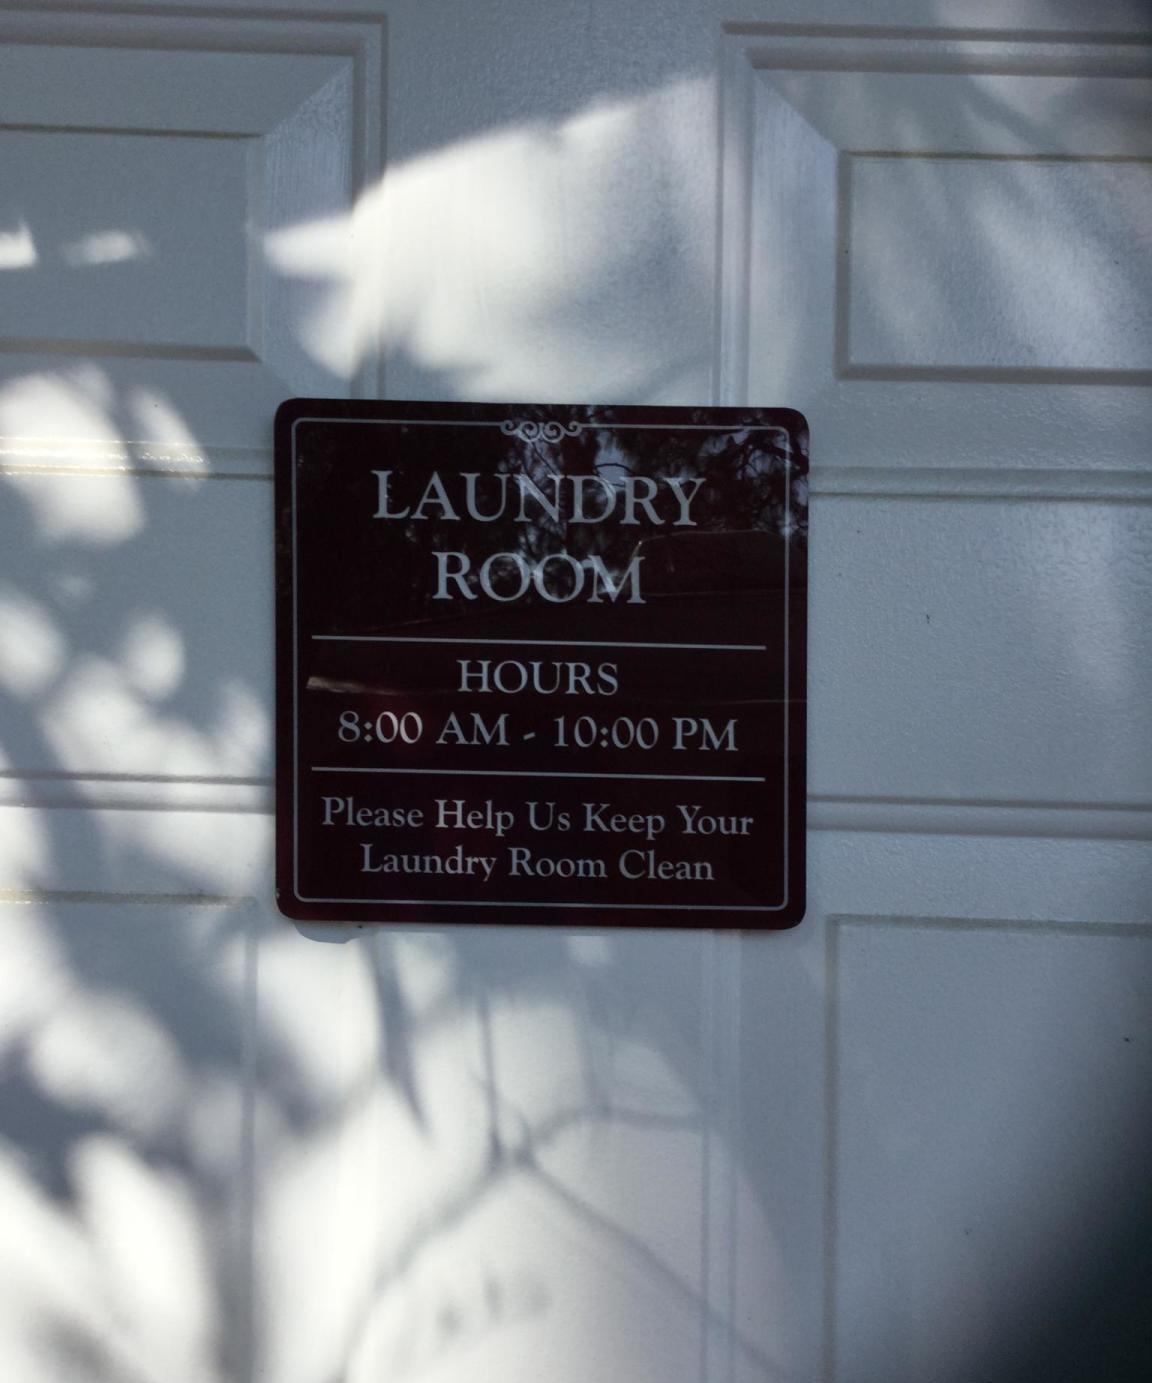 LAUNDRY
ROOM
HOURS
8:00 AM - 10:00 PM
Please Help Us Keep Your
Laundry Room Clean